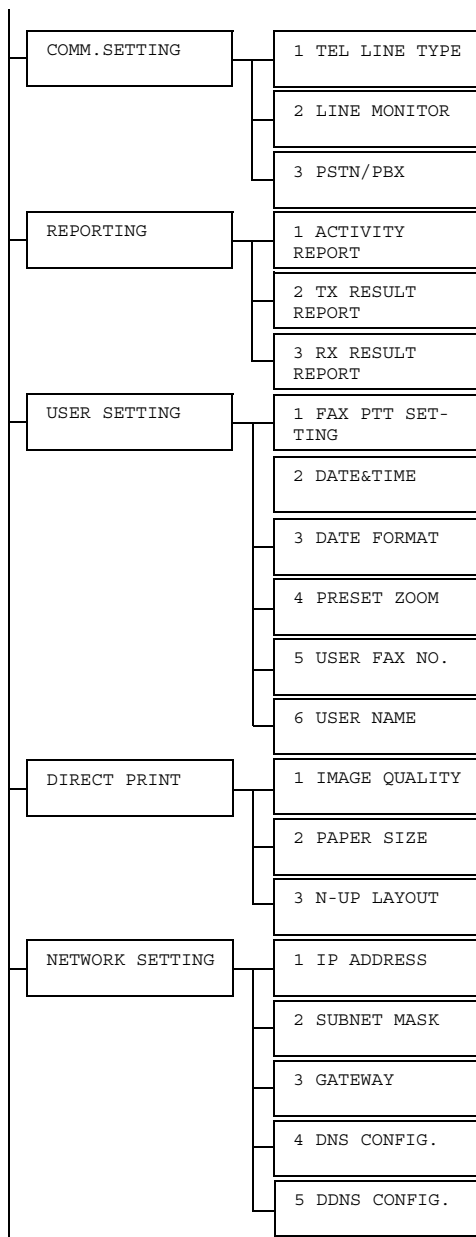 COMM.SETTING
1 TEL LINE TYPE
2 LINE MONITOR
3 PSTN/PBX
REPORTING
1 ACTIVITY
REPORT
2 TX RESULT
REPORT
3 RX RESULT
REPORT
USER SETTING
1 FAX PTT SET-
TING
2 DATE&TIME
3 DATE FORMAT
4 PRESET ZOOM
5 USER FAX NO.
6 USER NAME
DIRECT PRINT
1 IMAGE QUALITY
2 PAPER SIZE
3 N-UP LAYOUT
NETWORK SETTING
1 IP ADDRESS
2 SUBNET MASK
3 GATEWAY
4 DNS CONFIG.
5 DDNS CONFIG.